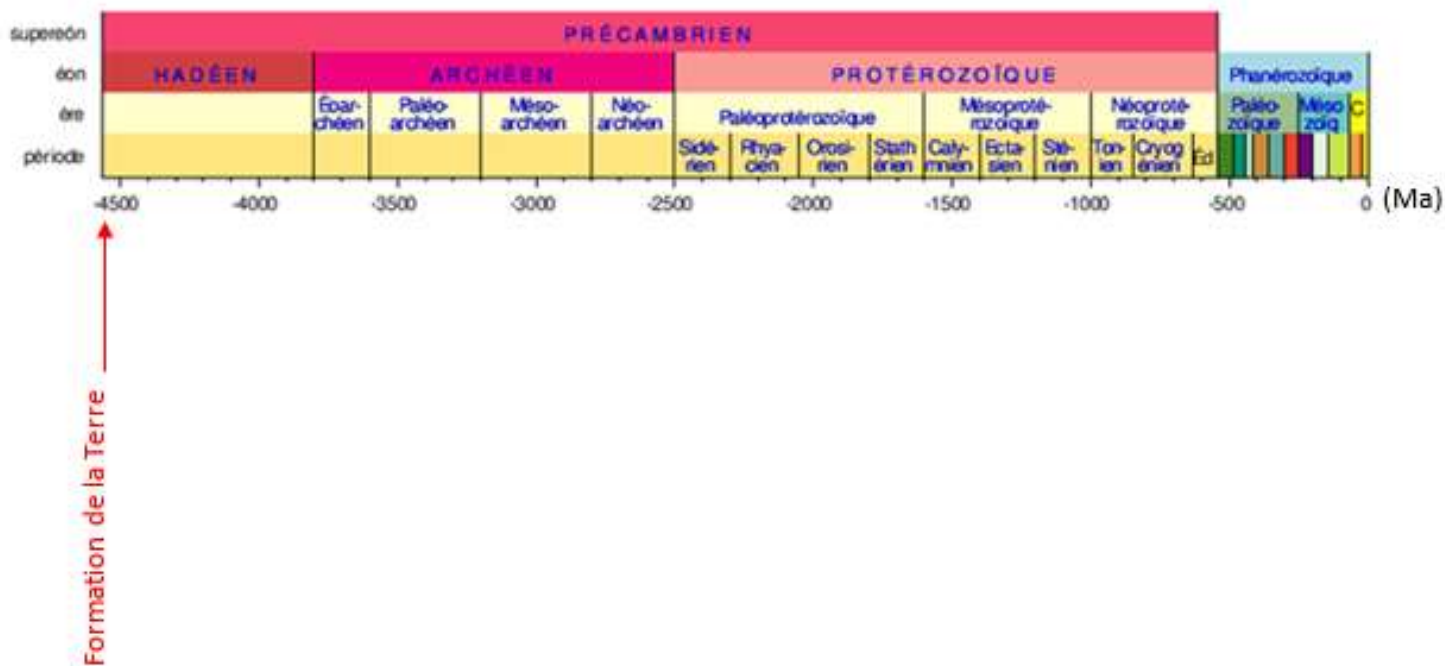 supereón
PRÉCAMBRIEN
éon
HADÉEN
ARCHÉEN
PROTÉROZOÏQUE
Phanérozoïque
ère
Éoar-
chéen
Paléo-
archéen
Méso-
archéen
Néo-
archéen
Paléoprotérozoïque
Mésoproté-
rozoïque
Néoproté-
rozoïque
Paléo-
zoïque
Méso
zoïq
C
période
Sidé-
rien
Rhya-
cien
Orosi-
rien
Stath
érien
Caly-
mnien
Ecta-
sien
Sté-
nien
Ton-
ien
Cryog
énien
Éd
-4500
-4000
-3500
-3000
-2500
-2000
-1500
-1000
-500
0
(Ma)
Formation de la Terre